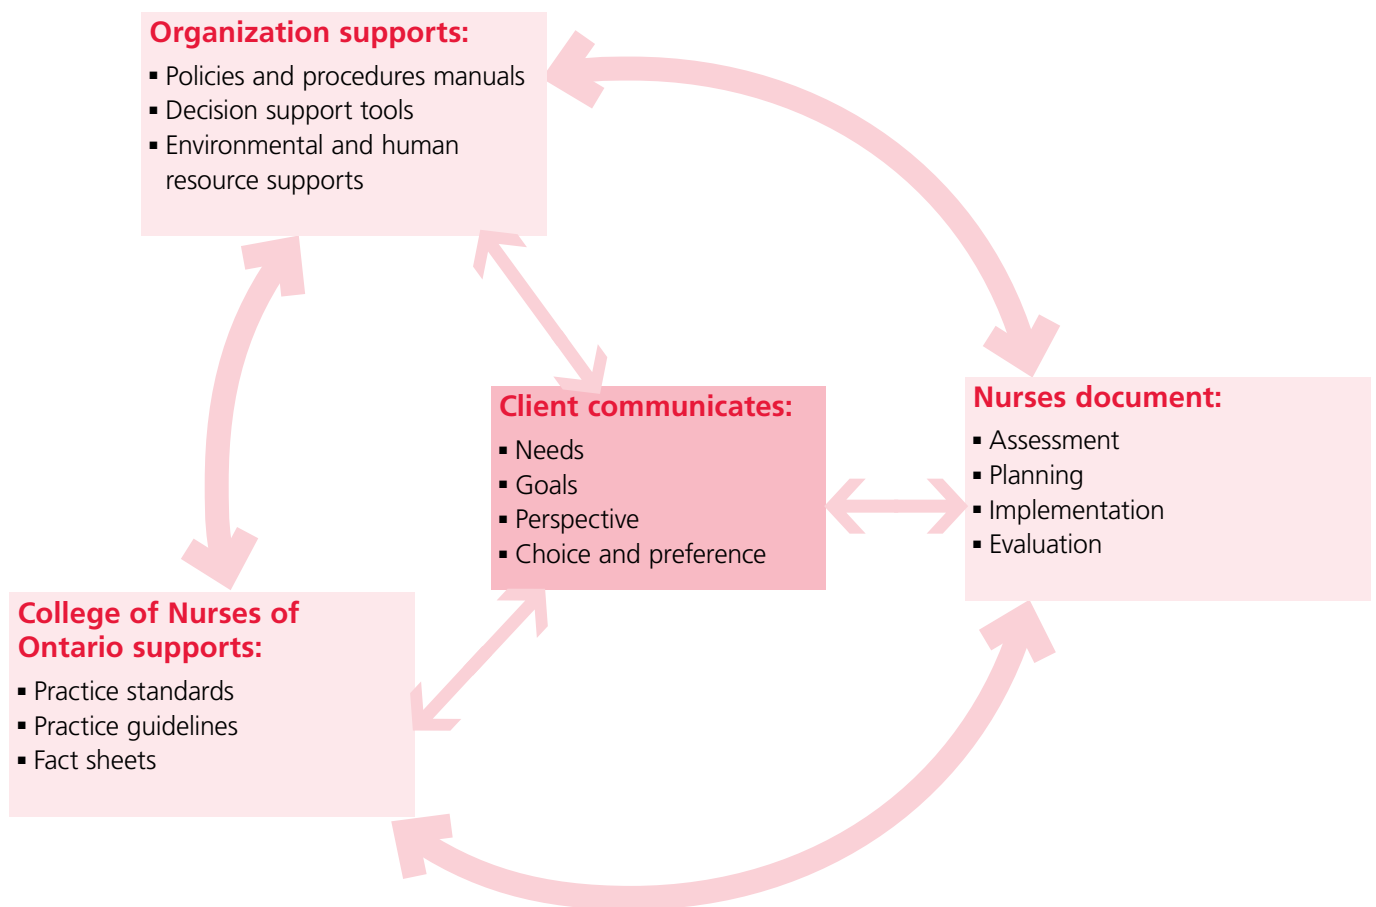 Organization supports:
▪ Policies and procedures manuals
▪ Decision support tools
▪ Environmental and human
resource supports
Client communicates:
▪ Needs
▪ Goals
▪ Perspective
▪ Choice and preference
Nurses document:
▪ Assessment
▪ Planning
▪ Implementation
▪ Evaluation
College of Nurses of
Ontario supports:
▪ Practice standards
▪ Practice guidelines
▪ Fact sheets